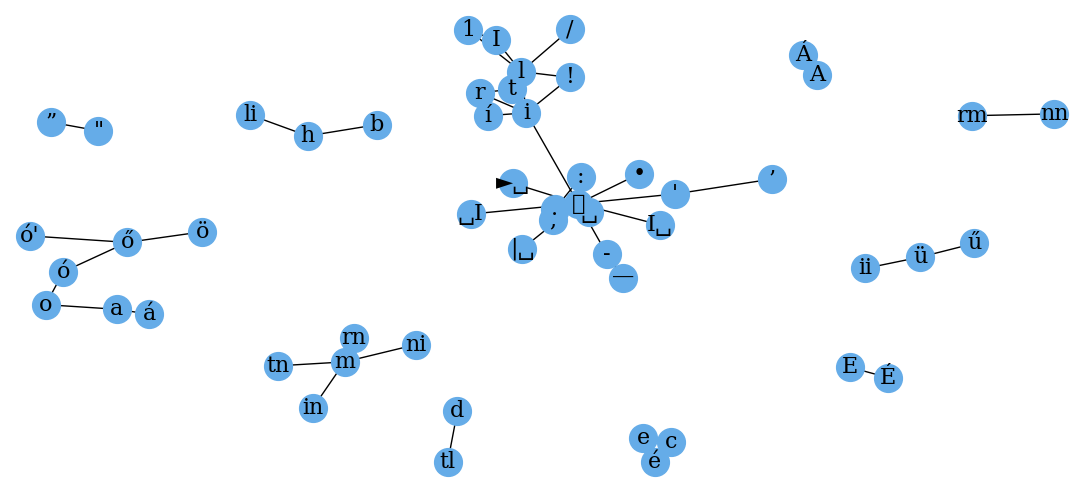 1
I
/
Á
A
l
!
t
r
í
i
li
h
b
”
"
rm
nn
:
•
'
’
►␣
␣I
;
␣
I␣
|␣
-
—
ó'
ő
ö
ó
o
a
á
ii
ü
ű
rn
ni
tn
m
in
E
É
d
tl
e
c
é